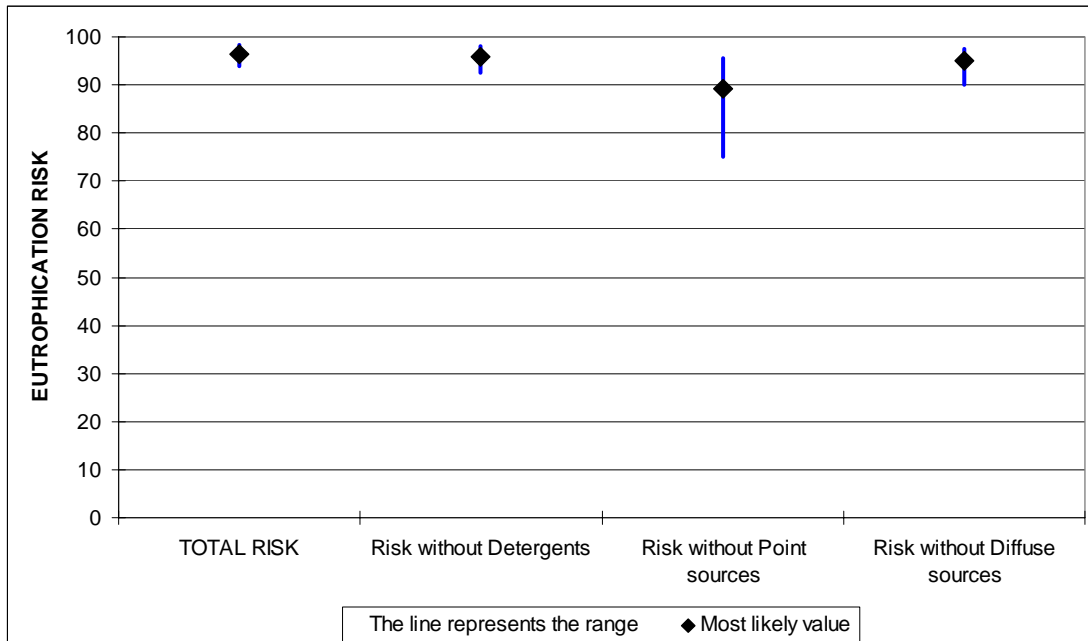 EUTROPHICATION RISK
100
90
80
70
60
50
40
30
20
10
0
TOTAL RISK
Risk without Detergents
Risk without Point
sources
Risk without Diffuse
sources
The line represents the range
Most likely value